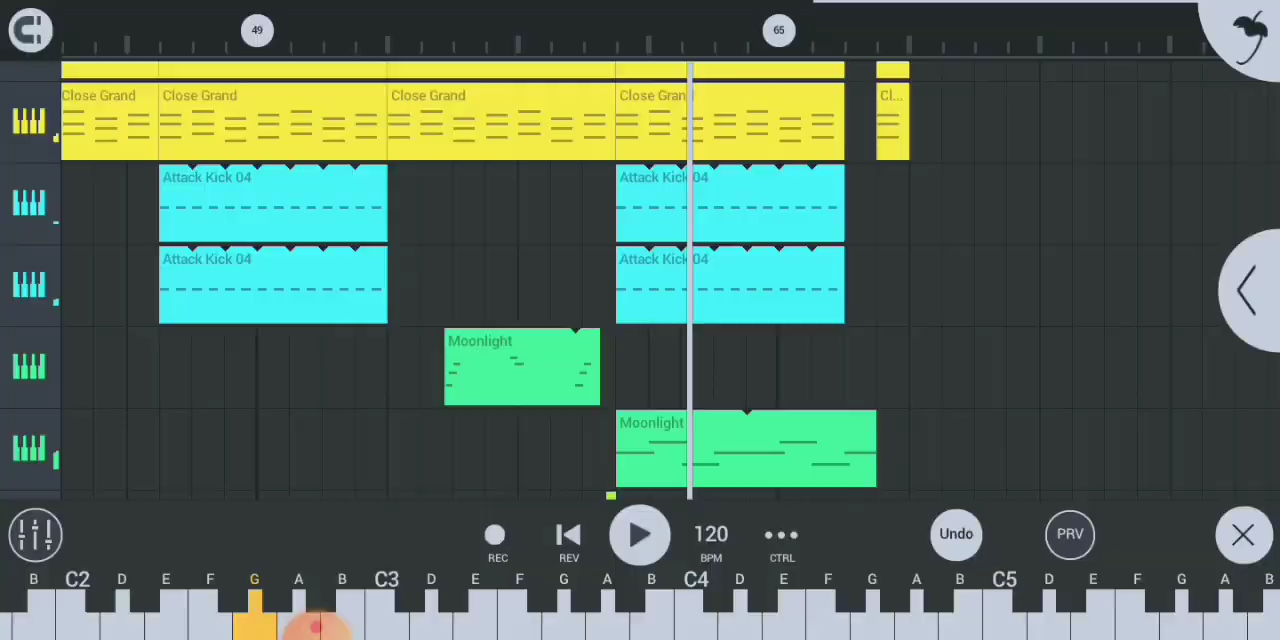 49 65
Close Grand Close Grand Close Grand Close Gran Cl...
Attack Kick 04 Attack Kick 04
Attack Kick 04 Attack Kick 04
Moonlight
Moonlight
120 Undo PRV
REC REV BPM CTRL
B C2 D E F G A B C3 D E F G A B C4 D E F G A B C5 D E F G A B